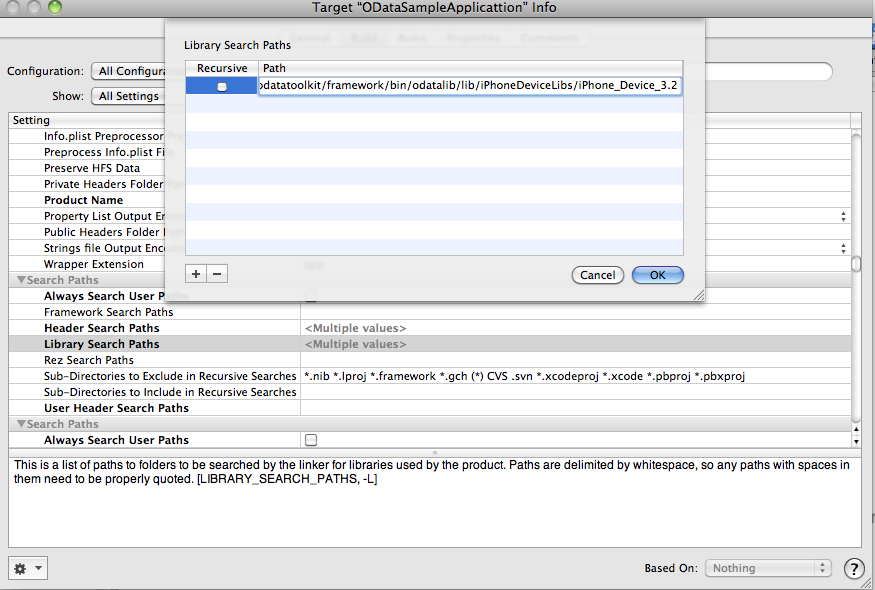 Target “ODataSampleApplicattion” Info
General Build Rules Properties Comments
Library Search Paths
Recursive Path
odatatoolkit/framework/bin/odatalib/lib/iPhoneDeviceLibs/iPhone_Device_3.2
Configuration: All Configura
Show: All Settings
Setting
Info.plist Preprocessor
Preprocess Info.plist Fi
Preserve HFS Data
Private Headers Folder
Product Name
Property List Output En
Public Headers Folder
Strings file Output Enco
Wrapper Extension app
+ − Cancel OK
▼Search Paths
Always Search User Paths
Framework Search Paths
Header Search Paths <Multiple values>
Library Search Paths <Multiple values>
Rez Search Paths
Sub-Directories to Exclude in Recursive Searches *.nib *.lproj *.framework *.gch (*) CVS .svn *.xcodeproj *.xcode *.pbproj *.pbxproj
Sub-Directories to Include in Recursive Searches
User Header Search Paths
▼Search Paths
Always Search User Paths
This is a list of paths to folders to be searched by the linker for libraries used by the product. Paths are delimited by whitespace, so any paths with spaces in
them need to be properly quoted. [LIBRARY_SEARCH_PATHS, -L]
Based On: Nothing ?